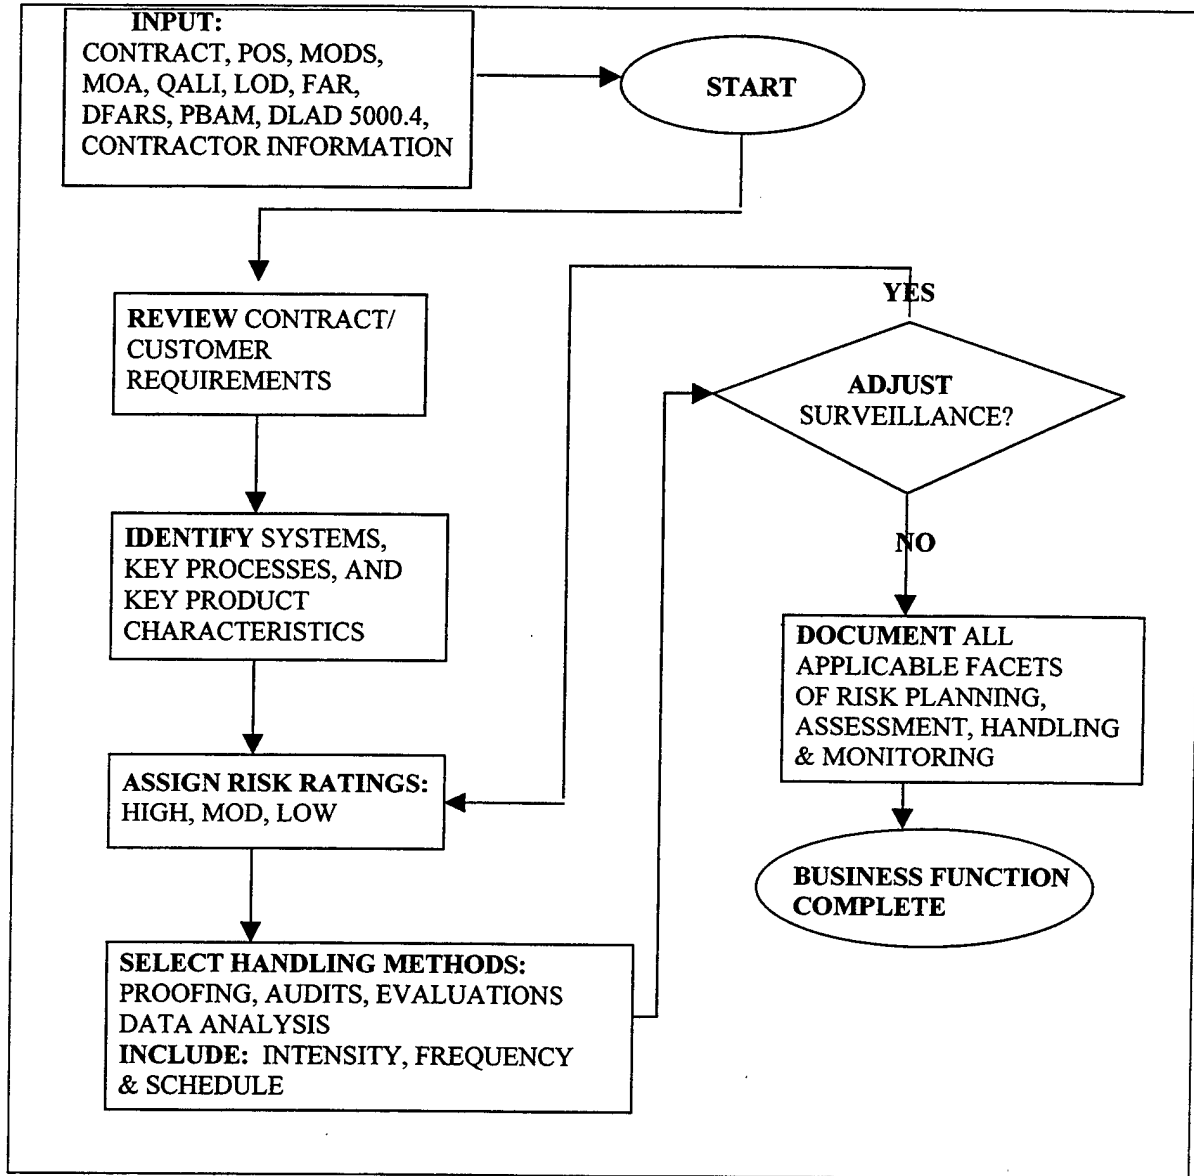 INPUT:
CONTRACT, POS, MODS,
MOA, QALI, LOD, FAR,
DFARS, PBAM, DLAD 5000.4,
CONTRACTOR INFORMATION
START
REVIEW CONTRACT/
CUSTOMER
REQUIREMENTS
IDENTIFY SYSTEMS,
KEY PROCESSES, AND
KEY PRODUCT
CHARACTERISTICS
ASSIGN RISK RATINGS:
HIGH, MOD, LOW
SELECT HANDLING METHODS:
PROOFING, AUDITS, EVALUATIONS
DATA ANALYSIS
INCLUDE: INTENSITY, FREQUENCY
& SCHEDULE
YES
ADJUST
SURVEILLANCE?
NO
DOCUMENT ALL
APPLICABLE FACETS
OF RISK PLANNING,
ASSESSMENT, HANDLING
& MONITORING
BUSINESS FUNCTION
COMPLETE